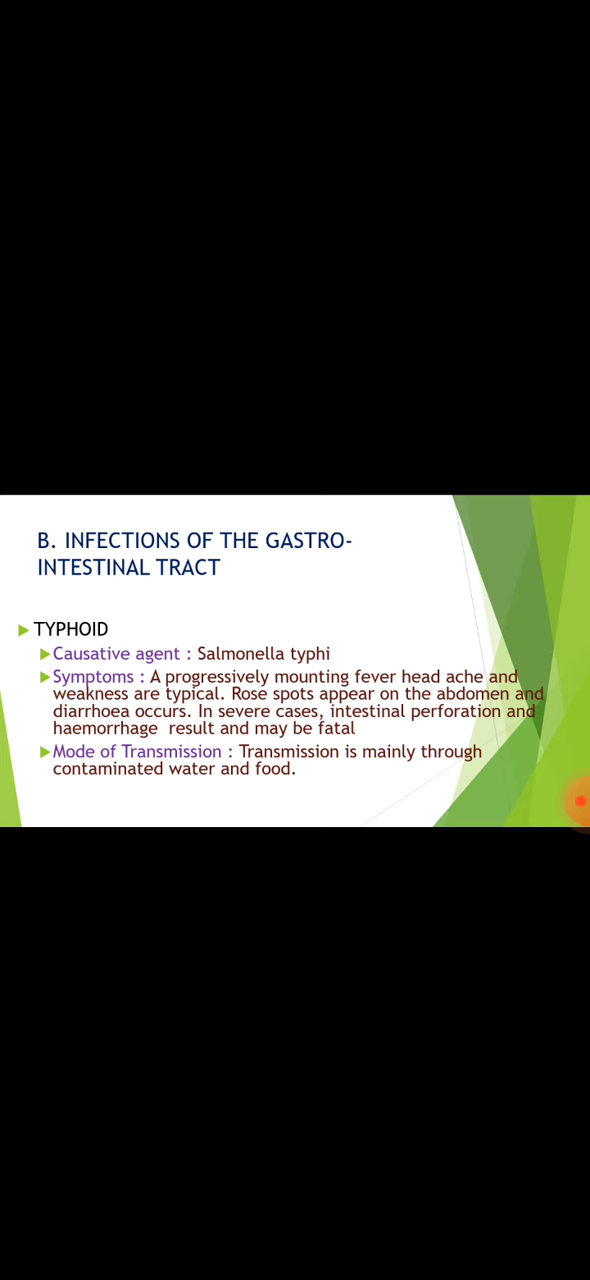 B. INFECTIONS OF THE GASTRO-
INTESTINAL TRACT
TYPHOID
Causative agent : Salmonella typhi
Symptoms : A progressively mounting fever head ache and
weakness are typical. Rose spots appear on the abdomen and
diarrhoea occurs. In severe cases, intestinal perforation and
haemorrhage result and may be fatal
Mode of Transmission : Transmission is mainly through
contaminated water and food.